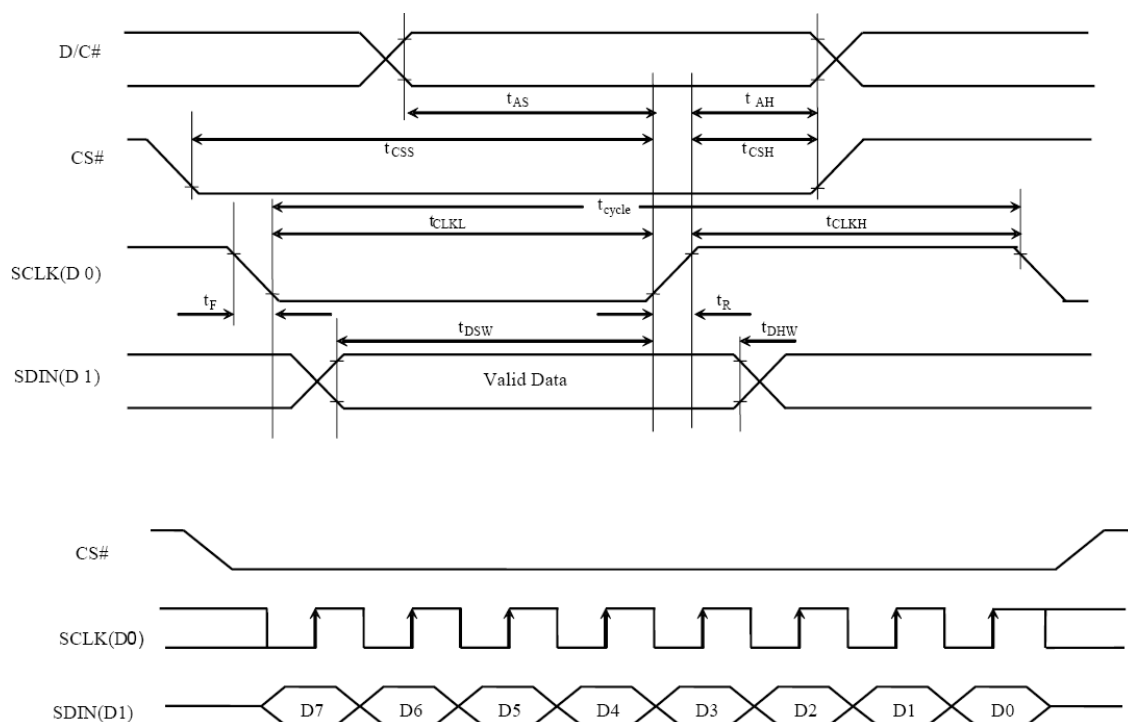 D/C#
tAS
t AH
CS#
tCSS
tCSH
tcycle
tCLKL
tCLKH
SCLK(D 0)
tF
tR
tDSW
tDHW
SDIN(D 1)
Valid Data
CS#
SCLK(D0)
SDIN(D1)
D7 D6 D5 D4 D3 D2 D1 D0